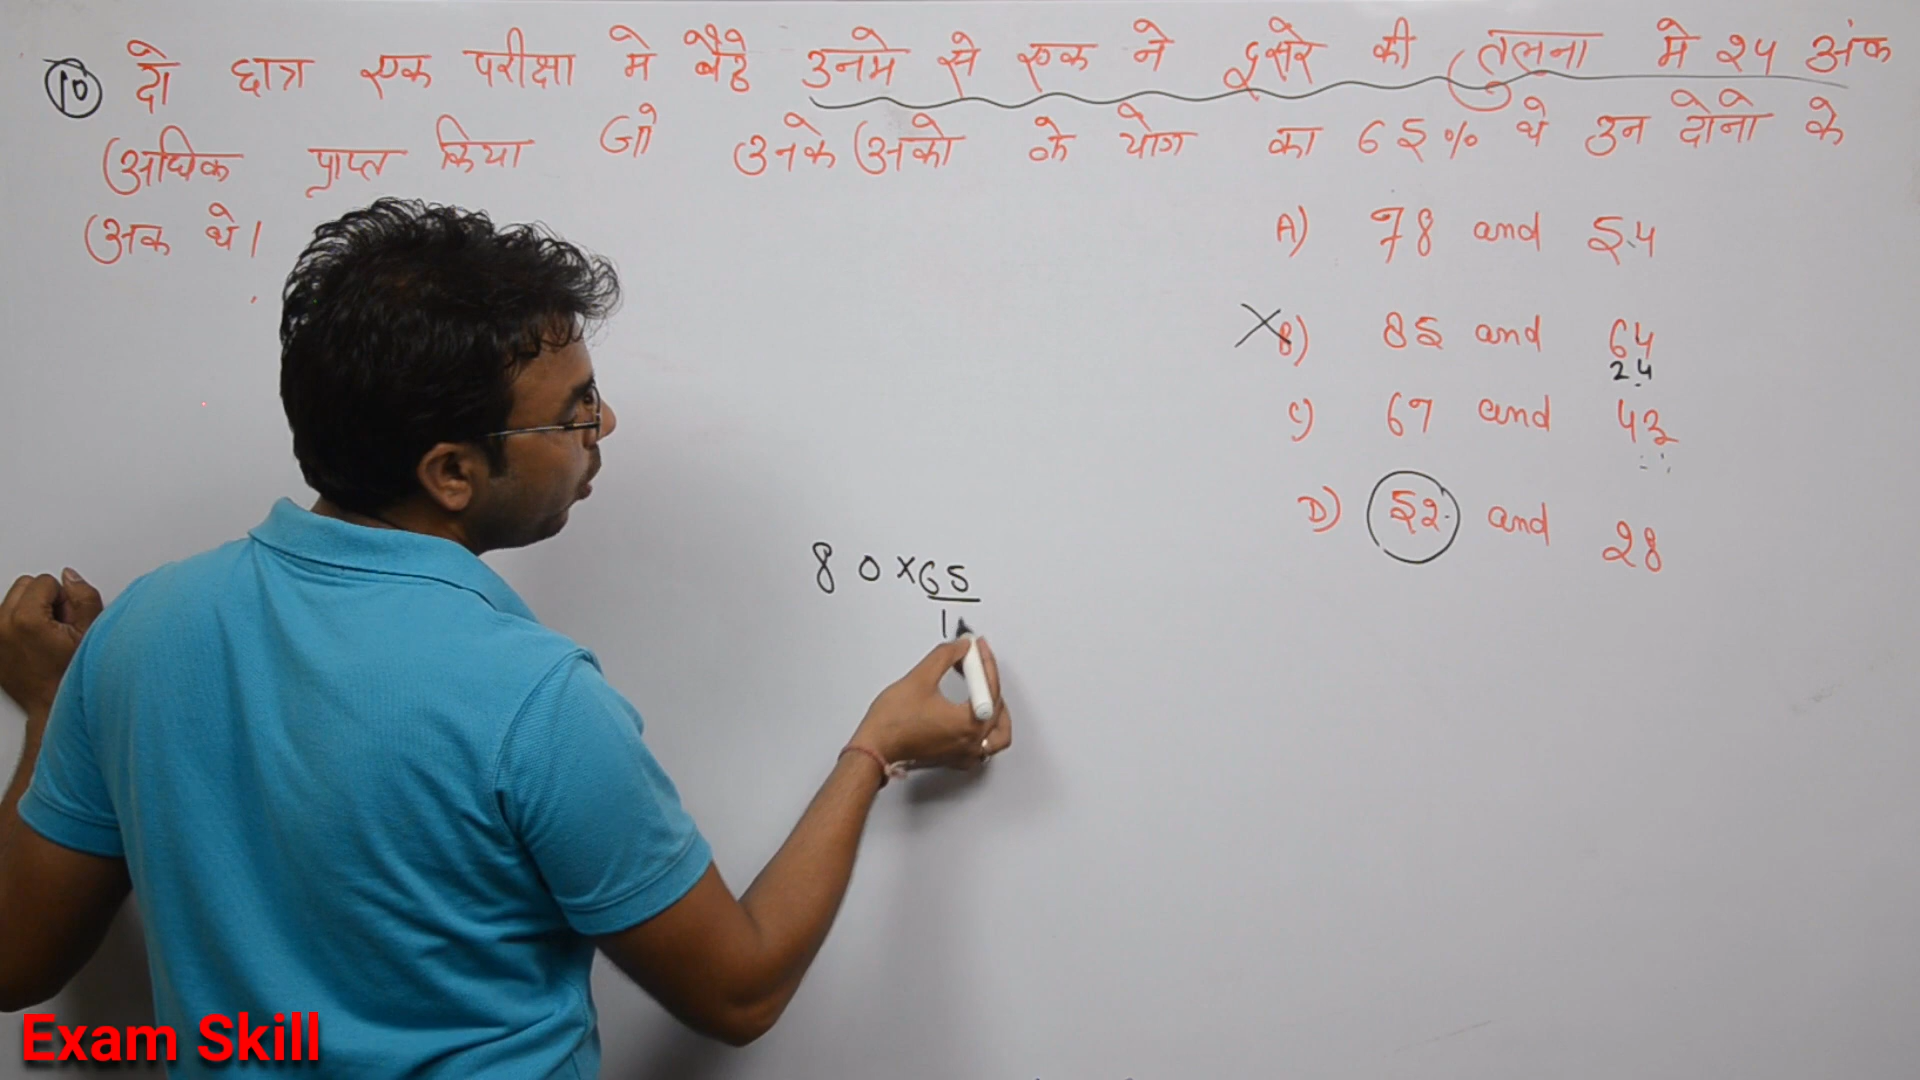 10 दो छात्र एक परीक्षा मे बैठे उनमे से एक ने दूसरे की तुलना मे 24 अंक
अधिक प्राप्त किया जो उनके अंको के योग का 65% थे उन दोनो के
अंक थे।
A) 78 and 54
B) 85 and 64
24
C) 67 and 43
D) 52 and 28
80 × 65
1
Exam Skill